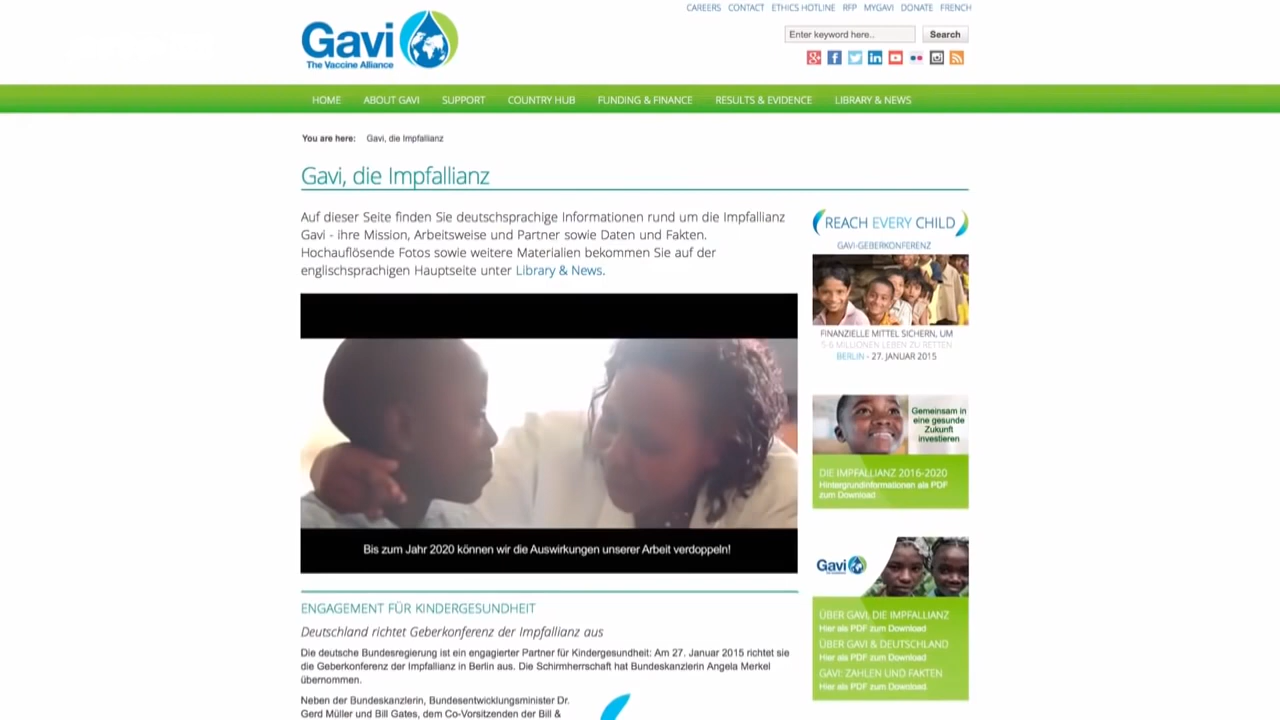 CAREERS CONTACT ETHICS HOTLINE RFP MYGAVI DONATE FRENCH
Gavi
The Vaccine Alliance
Enter keyword here..
Search
HOME ABOUT GAVI SUPPORT COUNTRY HUB FUNDING & FINANCE RESULTS & EVIDENCE LIBRARY & NEWS
You are here: Gavi, die Impfallianz
Gavi, die Impfallianz
Auf dieser Seite finden Sie deutschsprachige Informationen rund um die Impfallianz
Gavi - ihre Mission, Arbeitsweise und Partner sowie Daten und Fakten.
Hochauflösende Fotos sowie weitere Materialien bekommen Sie auf der
englischsprachigen Hauptseite unter Library & News.
Bis zum Jahr 2020 können wir die Auswirkungen unserer Arbeit verdoppeln!
ENGAGEMENT FÜR KINDERGESUNDHEIT
Deutschland richtet Geberkonferenz der Impfallianz aus
Die deutsche Bundesregierung ist ein engagierter Partner für Kindergesundheit: Am 27. Januar 2015 richtet sie
die Geberkonferenz der Impfallianz in Berlin aus. Die Schirmherrschaft hat Bundeskanzlerin Angela Merkel
übernommen.
Neben der Bundeskanzlerin, Bundesentwicklungsminister Dr.
Gerd Müller und Bill Gates, dem Co-Vorsitzenden der Bill &
REACH EVERY CHILD
GAVI-GEBERKONFERENZ
FINANZIELLE MITTEL SICHERN, UM
5-6 MILLIONEN LEBEN ZU RETTEN
BERLIN - 27. JANUAR 2015
Gemeinsam in
eine gesunde
Zukunft
investieren
DIE IMPFALLIANZ 2016-2020
Hintergrundinformationen als PDF
zum Download
Gavi
ÜBER GAVI, DIE IMPFALLIANZ
Hier als PDF zum Download
ÜBER GAVI & DEUTSCHLAND
Hier als PDF zum Download
GAVI: ZAHLEN UND FAKTEN
Hier als PDF zum Download